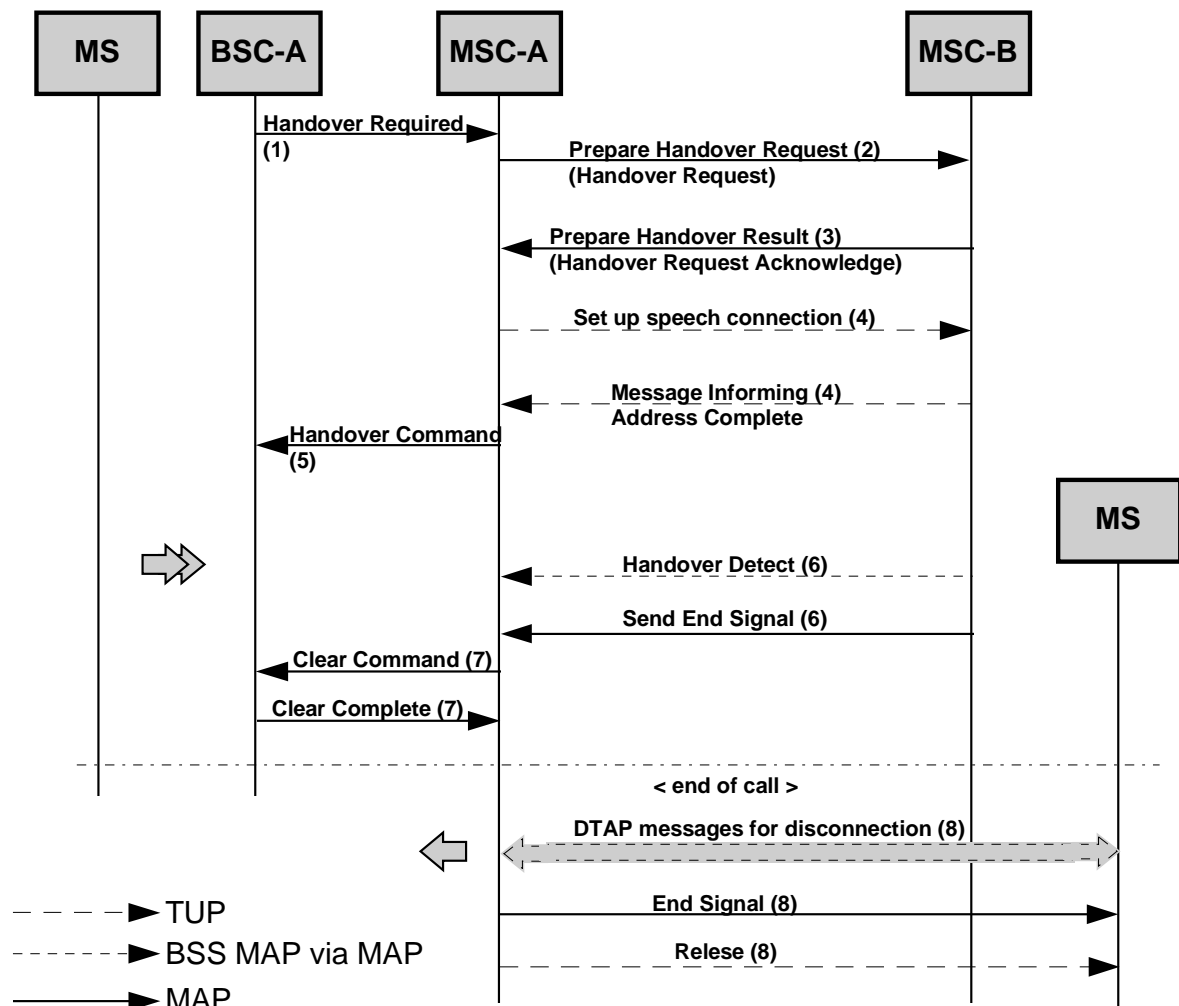 MS
BSC-A
MSC-A
MSC-B
Handover Required
(1)
Prepare Handover Request (2)
(Handover Request)
Prepare Handover Result (3)
(Handover Request Acknowledge)
Set up speech connection (4)
Message Informing (4)
Address Complete
Handover Command
(5)
MS
Handover Detect (6)
Send End Signal (6)
Clear Command (7)
Clear Complete (7)
< end of call >
DTAP messages for disconnection (8)
End Signal (8)
TUP
Relese (8)
BSS MAP via MAP
MAP